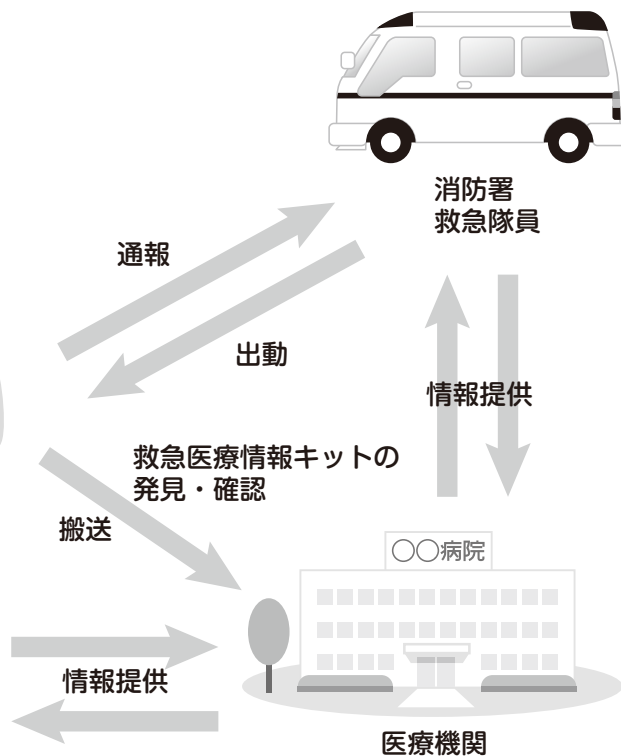 消防署
救急隊員
通報
出動
情報提供
救急医療情報キットの
発見・確認
搬送
〇〇病院
情報提供
医療機関